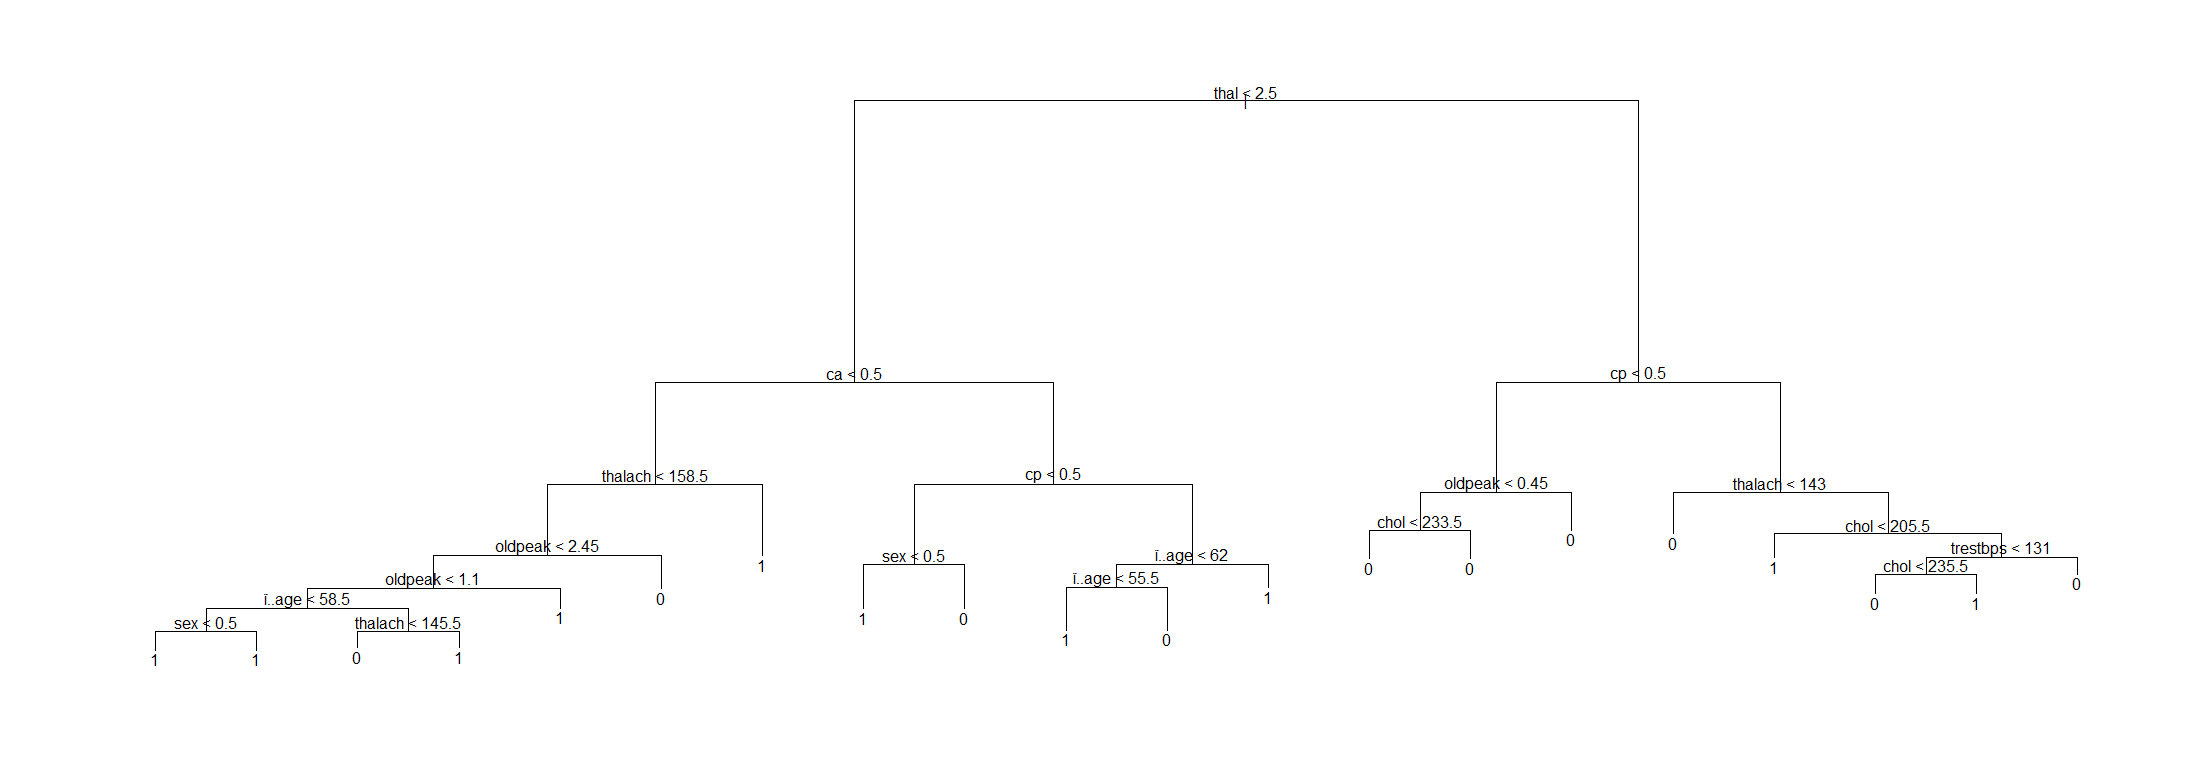 thal < 2.5
ca < 0.5
cp < 0.5
thalach < 158.5
cp < 0.5
oldpeak < 0.45
thalach < 143
oldpeak < 2.45
1
sex < 0.5
ï..age < 62
chol < 233.5
0
0
chol < 205.5
oldpeak < 1.1
0
1
0
ï..age < 55.5
1
0
0
1
trestbps < 131
ï..age < 58.5
1
1
0
chol < 235.5
0
sex < 0.5
thalach < 145.5
0
1
1
1
0
1